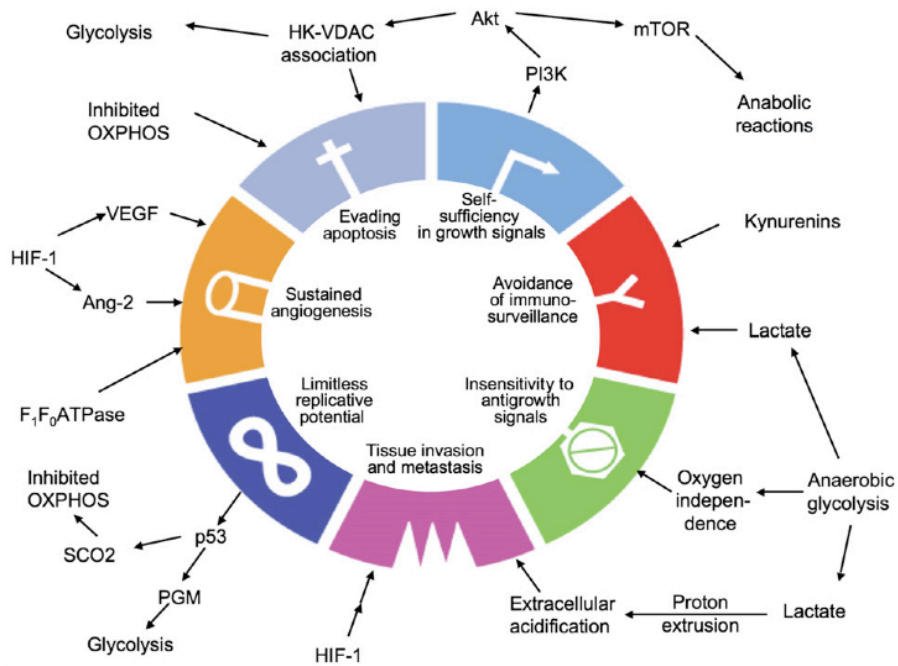 Akt
Glycolysis
HK-VDAC
association
mTOR
PI3K
Anabolic
reactions
Inhibited
OXPHOS
Evading
apoptosis
Self-
sufficiency
in growth signals
VEGF
HIF-1
Ang-2
Kynurenins
Sustained
angiogenesis
Avoidance
of immuno-
surveillance
Lactate
F₁F₀ATPase
Limitless
replicative
potential
Insensitivity to
antigrowth
signals
Tissue invasion
and metastasis
Inhibited
OXPHOS
p53
SCO2
PGM
Glycolysis
Oxygen
indepen-
dence
Anaerobic
glycolysis
HIF-1
Extracellular
acidification
Proton
extrusion
Lactate